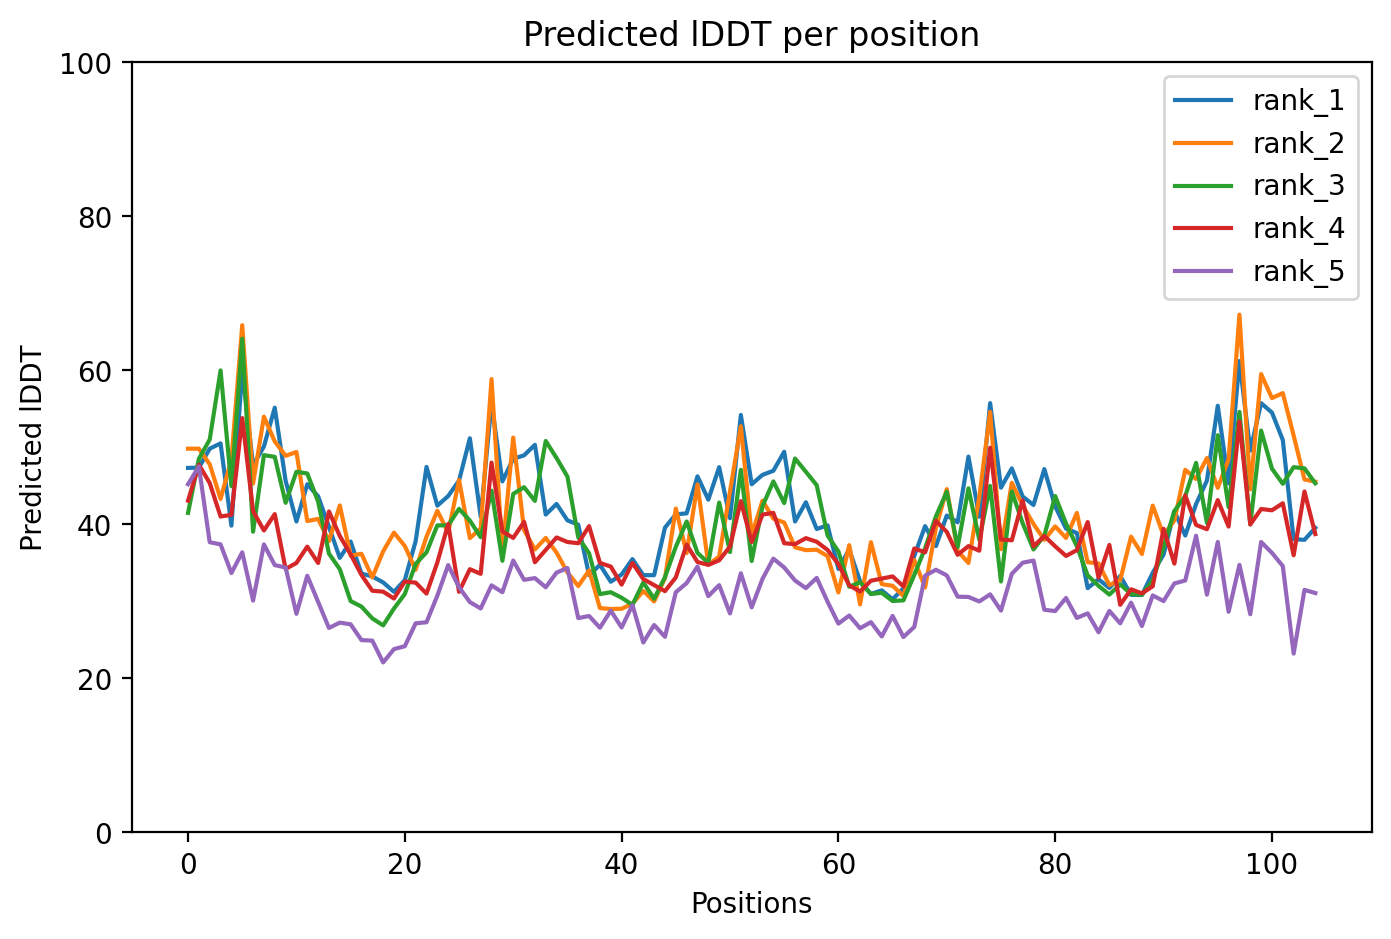 Predicted lDDT per position
100
80
60
40
20
0
Predicted lDDT
0 20 40 60 80 100
Positions
rank_1
rank_2
rank_3
rank_4
rank_5